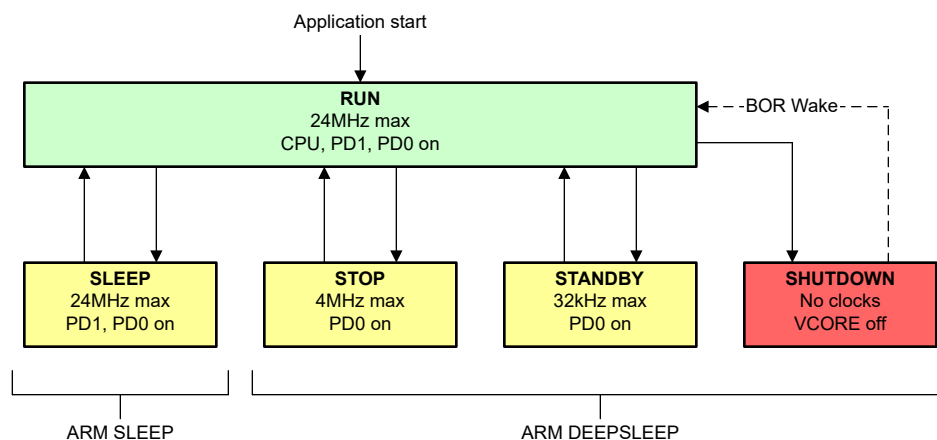 Application start
RUN
24MHz max
CPU, PD1, PD0 on
BOR Wake
SLEEP
24MHz max
PD1, PD0 on
STOP
4MHz max
PD0 on
STANDBY
32kHz max
PD0 on
SHUTDOWN
No clocks
VCORE off
ARM SLEEP
ARM DEEPSLEEP